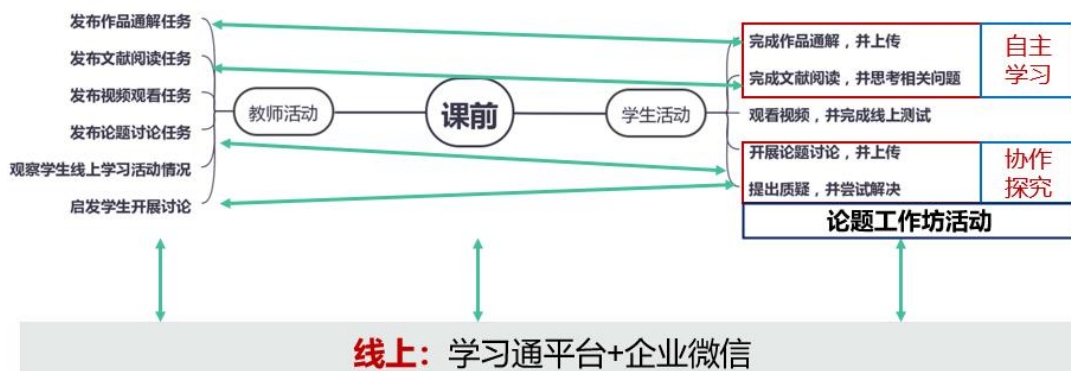 发布作品通解任务
发布文献阅读任务
发布视频观看任务
发布论题讨论任务
观察学生线上学习活动情况
启发学生开展讨论
教师活动
课前
学生活动
完成作品通解，并上传
完成文献阅读，并思考相关问题
观看视频，并完成线上测试
开展论题讨论，并上传
提出质疑，并尝试解决
自主
学习
协作
探究
论题工作坊活动
线上：学习通平台+企业微信